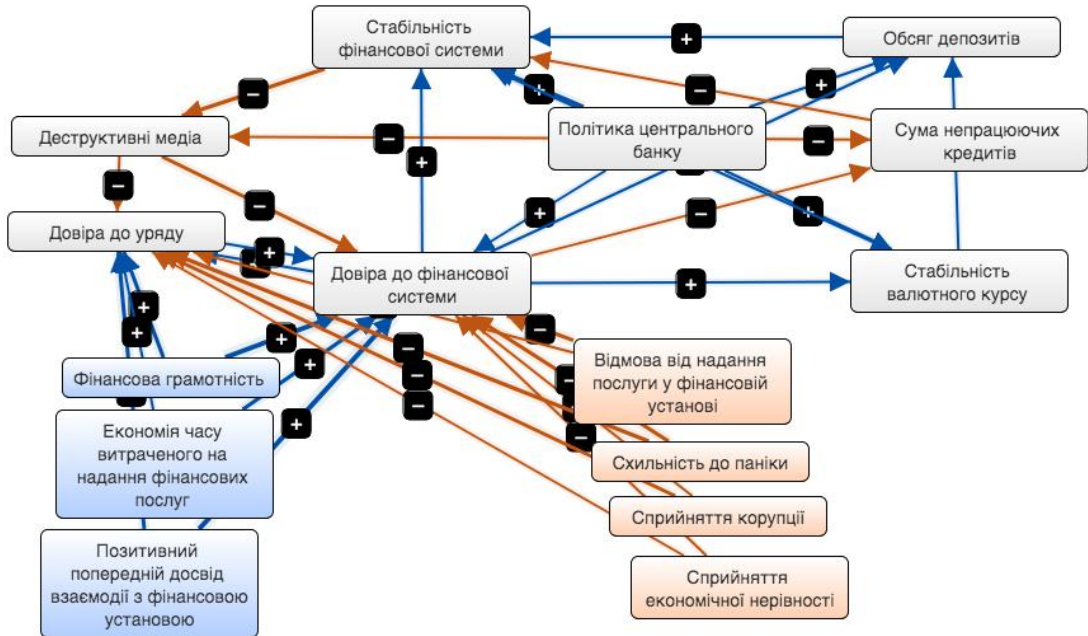 Стабільність
фінансової системи
Обсяг депозитів
Деструктивні медіа
Політика центрального
банку
Сума непрацюючих
кредитів
Довіра до уряду
Довіра до фінансової
системи
Стабільність
валютного курсу
Фінансова грамотність
Відмова від надання
послуги у фінансовій
установі
Економія часу
витраченого на
надання фінансових
послуг
Схильність до паніки
Сприйняття корупції
Позитивний
попередній досвід
взаємодії з фінансовою
установою
Сприйняття
економічної нерівності